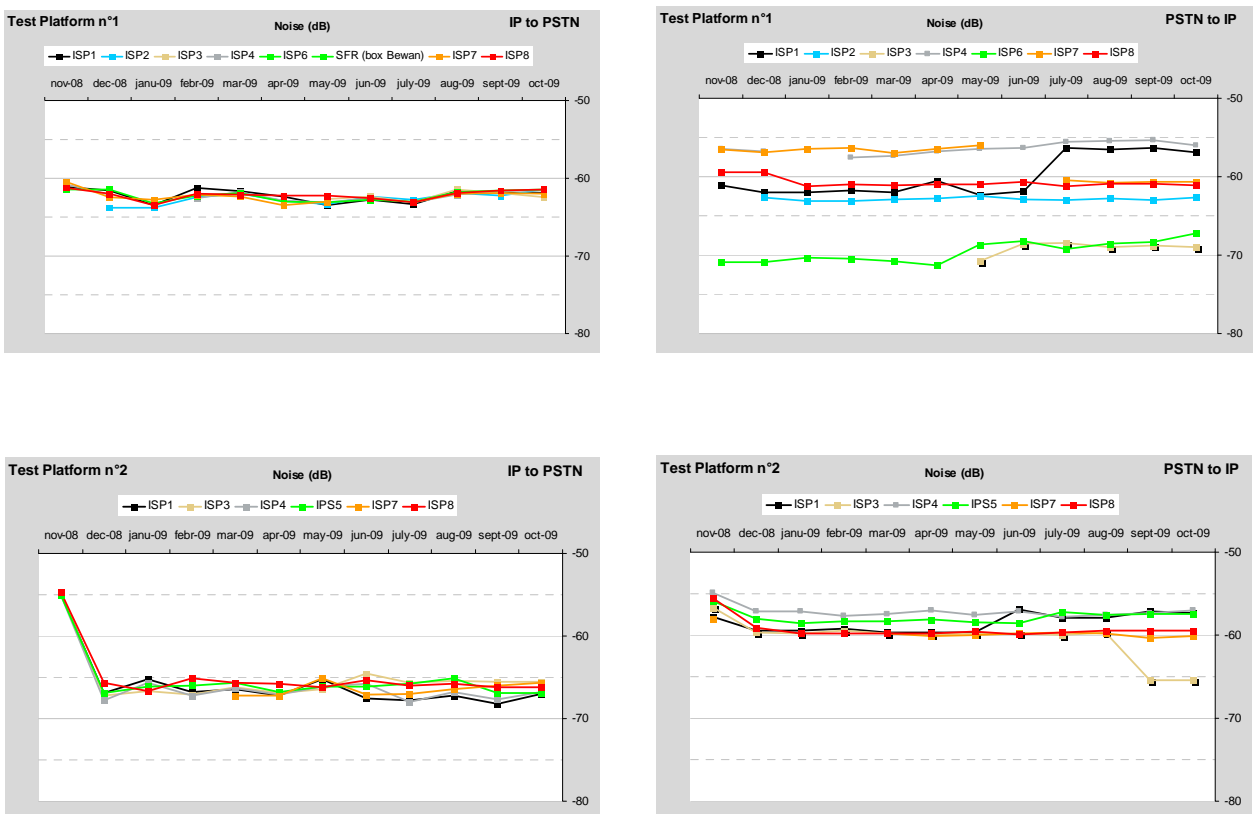 Test Platform n°1 Noise (dB) IP to PSTN
ISP1 ISP2 ISP3 ISP4 ISP6 SFR (box Bewan) ISP7 ISP8
nov-08 dec-08 janu-09 febr-09 mar-09 apr-09 may-09 jun-09 july-09 aug-09 sept-09 oct-09
-50
-60
-70
-80
Test Platform n°1 Noise (dB) PSTN to IP
ISP1 ISP2 ISP3 ISP4 ISP6 ISP7 ISP8
nov-08 dec-08 janu-09 febr-09 mar-09 apr-09 may-09 jun-09 july-09 aug-09 sept-09 oct-09
-50
-60
-70
-80
Test Platform n°2 Noise (dB) IP to PSTN
ISP1 ISP3 ISP4 IPS5 ISP7 ISP8
nov-08 dec-08 janu-09 febr-09 mar-09 apr-09 may-09 jun-09 july-09 aug-09 sept-09 oct-09
-50
-60
-70
-80
Test Platform n°2 Noise (dB) PSTN to IP
ISP1 ISP3 ISP4 IPS5 ISP7 ISP8
nov-08 dec-08 janu-09 febr-09 mar-09 apr-09 may-09 jun-09 july-09 aug-09 sept-09 oct-09
-50
-60
-70
-80